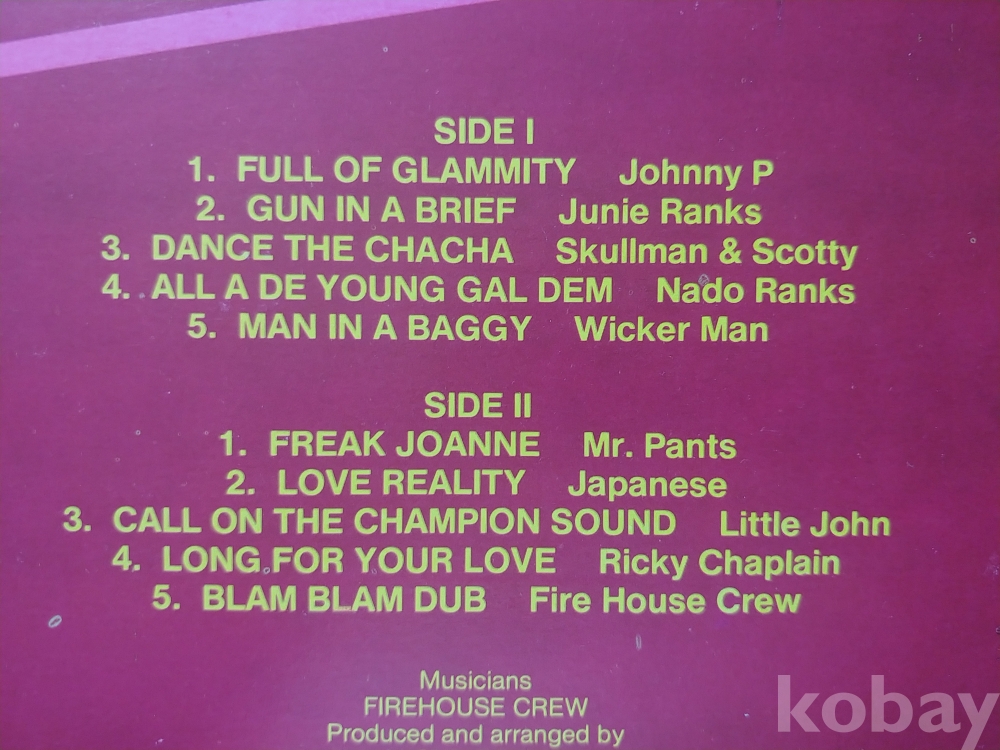 SIDE I
1. FULL OF GLAMMITY Johnny P
2. GUN IN A BRIEF Junie Ranks
3. DANCE THE CHACHA Skullman & Scotty
4. ALL A DE YOUNG GAL DEM Nado Ranks
5. MAN IN A BAGGY Wicker Man
SIDE II
1. FREAK JOANNE Mr. Pants
2. LOVE REALITY Japanese
3. CALL ON THE CHAMPION SOUND Little John
4. LONG FOR YOUR LOVE Ricky Chaplain
5. BLAM BLAM DUB Fire House Crew
Musicians
FIREHOUSE CREW
Produced and arranged by
kobay